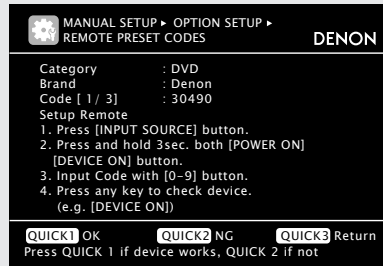 MANUAL SETUP ▸ OPTION SETUP ▸
REMOTE PRESET CODES
DENON
Category : DVD
Brand : Denon
Code [ 1/ 3] : 30490
Setup Remote
1. Press [INPUT SOURCE] button.
2. Press and hold 3sec. both [POWER ON]
[DEVICE ON] button.
3. Input Code with [0–9] button.
4. Press any key to check device.
(e.g. [DEVICE ON])
QUICK1 OK QUICK2 NG QUICK3 Return
Press QUICK 1 if device works, QUICK 2 if not